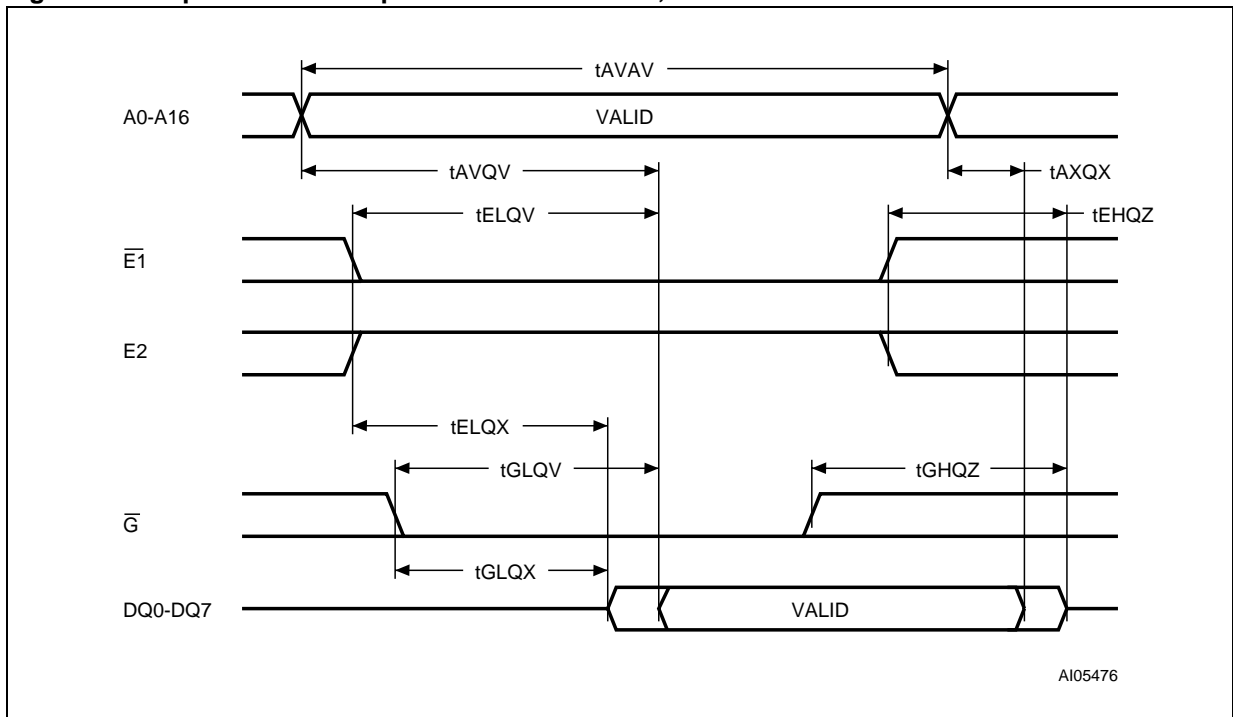 tAVAV
A0-A16
VALID
tAVQV
tAXQX
tELQV
tEHQZ
E1
E2
tELQX
tGLQV
tGHQZ
G
tGLQX
DQ0-DQ7
VALID
AI05476